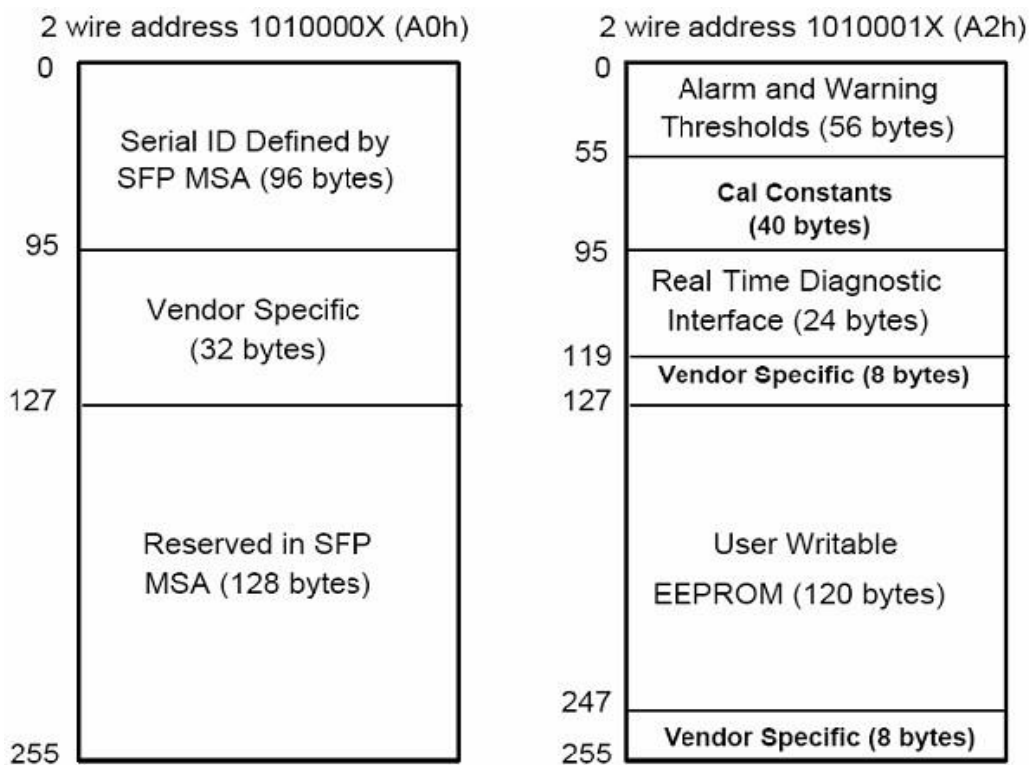 2 wire address 1010000X (A0h)
0
Serial ID Defined by
SFP MSA (96 bytes)
95
Vendor Specific
(32 bytes)
127
Reserved in SFP
MSA (128 bytes)
255
2 wire address 1010001X (A2h)
0
Alarm and Warning
Thresholds (56 bytes)
55
Cal Constants
(40 bytes)
95
Real Time Diagnostic
Interface (24 bytes)
119
Vendor Specific (8 bytes)
127
User Writable
EEPROM (120 bytes)
247
Vendor Specific (8 bytes)
255